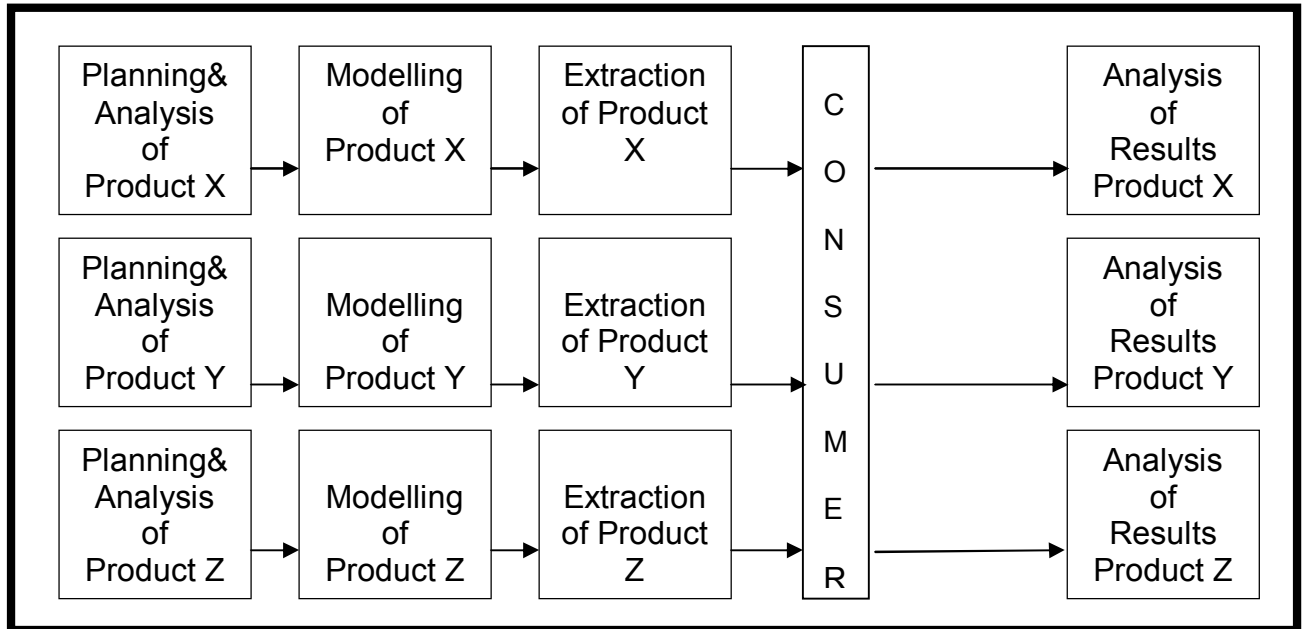 Planning&
Analysis
of
Product X
Modelling
of
Product X
Extraction
of Product
X
C
O
N
S
U
M
E
R
Analysis
of
Results
Product X
Planning&
Analysis
of
Product Y
Modelling
of
Product Y
Extraction
of Product
Y
Analysis
of
Results
Product Y
Planning&
Analysis
of
Product Z
Modelling
of
Product Z
Extraction
of Product
Z
Analysis
of
Results
Product Z